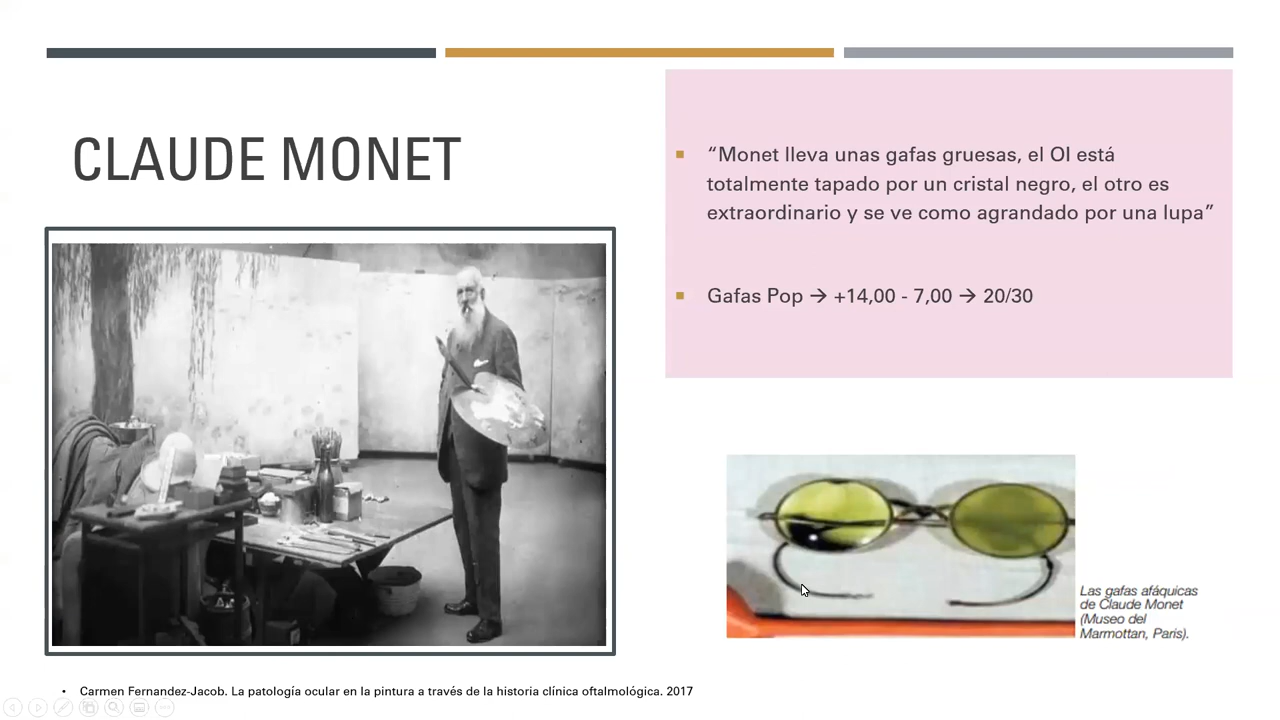 CLAUDE MONET
▪ “Monet lleva unas gafas gruesas, el OI está
totalmente tapado por un cristal negro, el otro es
extraordinario y se ve como agrandado por una lupa”
▪ Gafas Pop → +14,00 - 7,00 → 20/30
Las gafas afáquicas
de Claude Monet
(Museo del
Marmottan, Paris).
• Carmen Fernandez-Jacob. La patología ocular en la pintura a través de la historia clínica oftalmológica. 2017